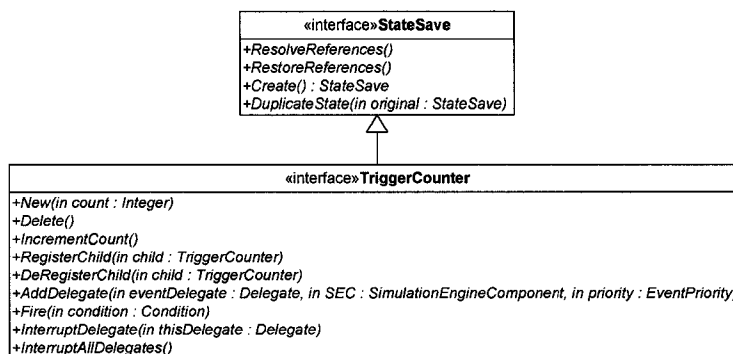 «interface»StateSave
+ResolveReferences()
+RestoreReferences()
+Create() : StateSave
+DuplicateState(in original : StateSave)
«interface»TriggerCounter
+New(in count : Integer)
+Delete()
+IncrementCount()
+RegisterChild(in child : TriggerCounter)
+DeRegisterChild(in child : TriggerCounter)
+AddDelegate(in eventDelegate : Delegate, in SEC : SimulationEngineComponent, in priority : EventPriority,
+Fire(in condition : Condition)
+InterruptDelegate(in thisDelegate : Delegate)
+InterruptAllDelegates()